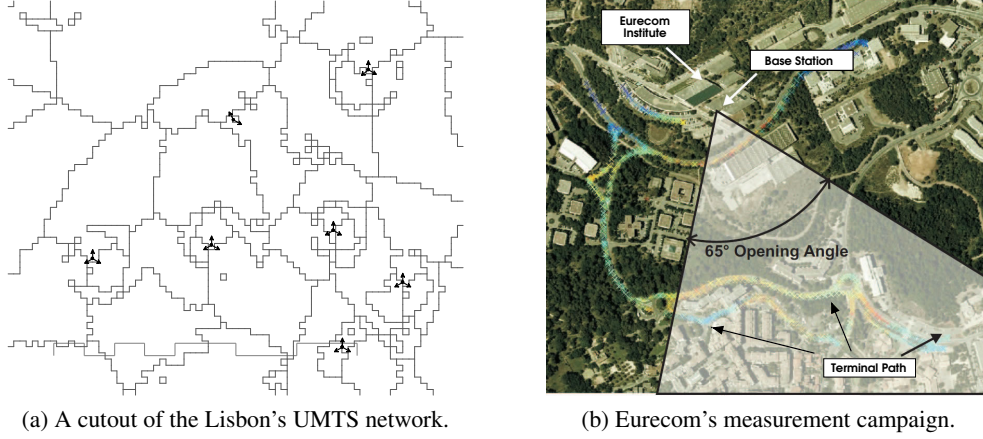 Eurecom
Institute
Base Station
65° Opening Angle
Terminal Path
(a) A cutout of the Lisbon's UMTS network.
(b) Eurecom's measurement campaign.